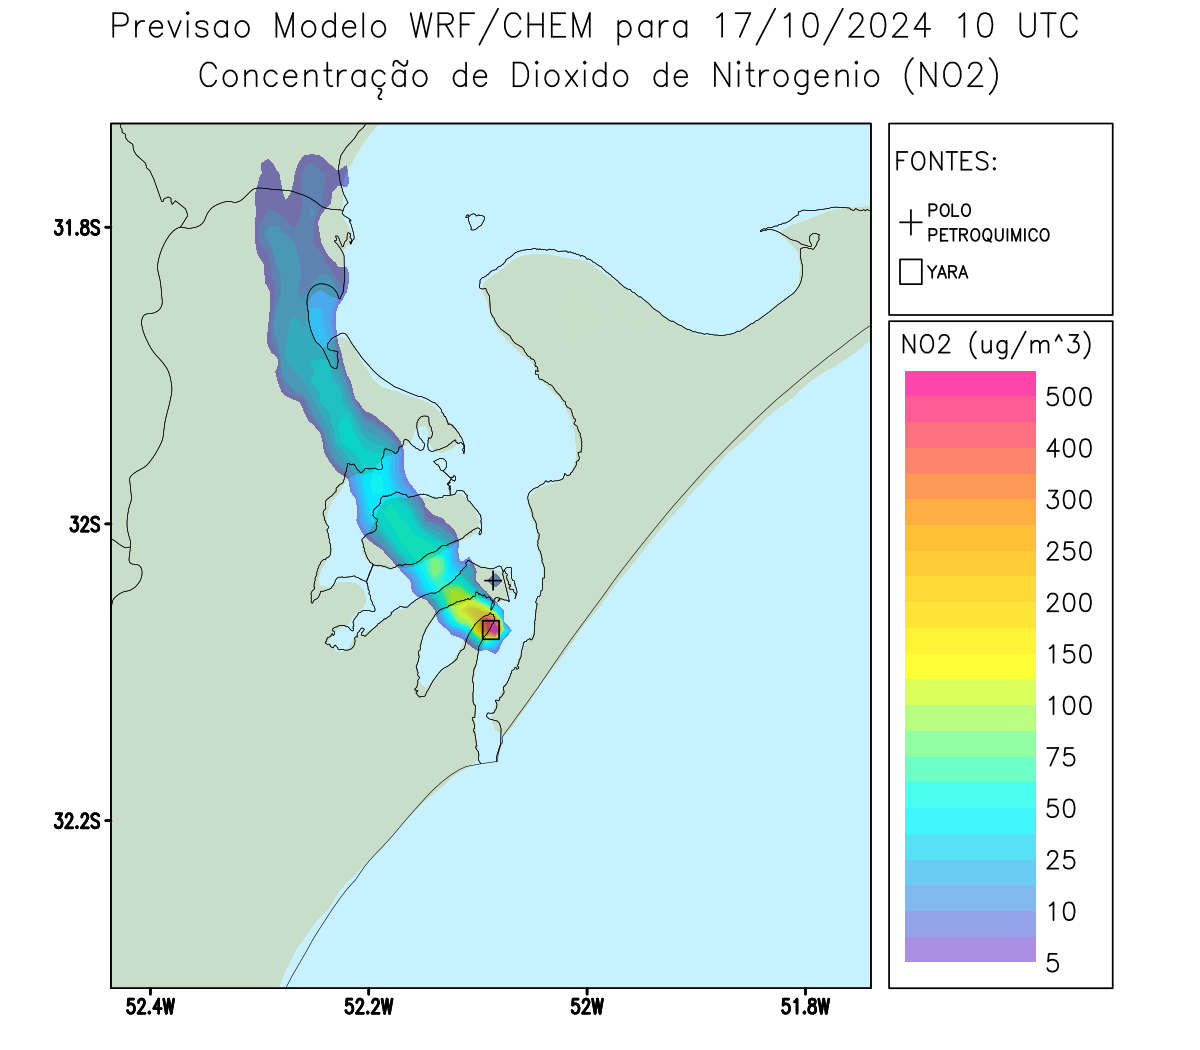 Previsao Modelo WRF/CHEM para 17/10/2024 10 UTC
Concentração de Dioxido de Nitrogenio (NO2)
FONTES:
POLO
PETROQUIMICO
YARA
NO2 (ug/m^3)
500
400
300
250
200
150
100
75
50
25
10
5
31.8S
32S
32.2S
52.4W
52.2W
52W
51.8W